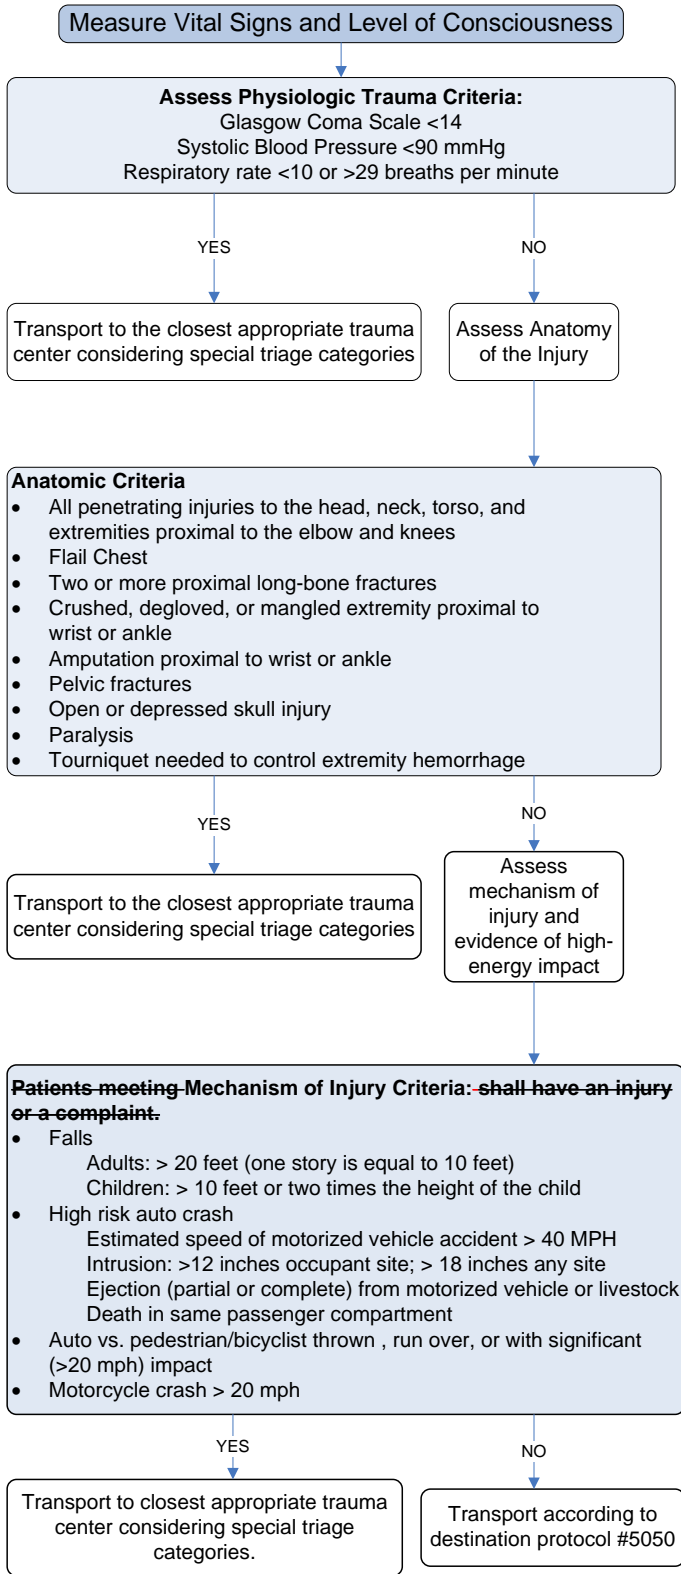 Measure Vital Signs and Level of Consciousness
Assess Physiologic Trauma Criteria:
Glasgow Coma Scale <14
Systolic Blood Pressure <90 mmHg
Respiratory rate <10 or >29 breaths per minute
YES
NO
Transport to the closest appropriate trauma
center considering special triage categories
Assess Anatomy
of the Injury
Anatomic Criteria
• All penetrating injuries to the head, neck, torso, and
extremities proximal to the elbow and knees
• Flail Chest
• Two or more proximal long-bone fractures
• Crushed, degloved, or mangled extremity proximal to
wrist or ankle
• Amputation proximal to wrist or ankle
• Pelvic fractures
• Open or depressed skull injury
• Paralysis
• Tourniquet needed to control extremity hemorrhage
YES
NO
Transport to the closest appropriate trauma
center considering special triage categories
Assess
mechanism of
injury and
evidence of high-
energy impact
Patients meeting Mechanism of Injury Criteria: shall have an injury
or a complaint.
• Falls
Adults: > 20 feet (one story is equal to 10 feet)
Children: > 10 feet or two times the height of the child
• High risk auto crash
Estimated speed of motorized vehicle accident > 40 MPH
Intrusion: >12 inches occupant site; > 18 inches any site
Ejection (partial or complete) from motorized vehicle or livestock
Death in same passenger compartment
• Auto vs. pedestrian/bicyclist thrown , run over, or with significant
(>20 mph) impact
• Motorcycle crash > 20 mph
YES
NO
Transport to closest appropriate trauma
center considering special triage
categories.
Transport according to
destination protocol #5050